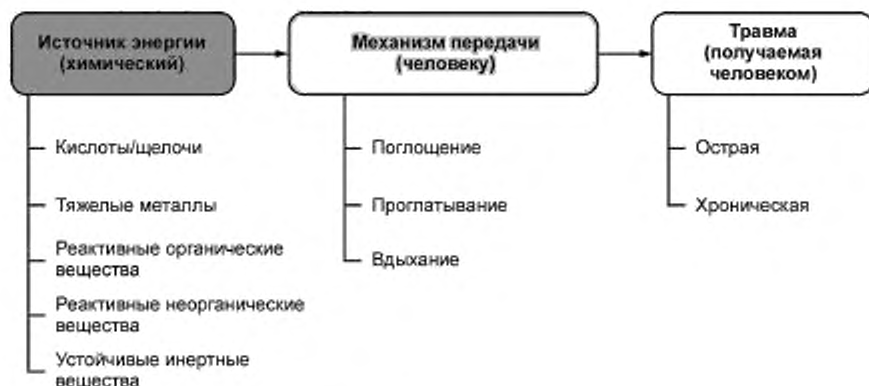 Источник энергии
(химический)
Механизм передачи
(человеку)
Травма
(получаемая
человеком)
Кислоты/щелочи
Тяжелые металлы
Реактивные органические
вещества
Реактивные неорганические
вещества
Устойчивые инертные
вещества
Поглощение
Проглатывание
Вдыхание
Острая
Хроническая